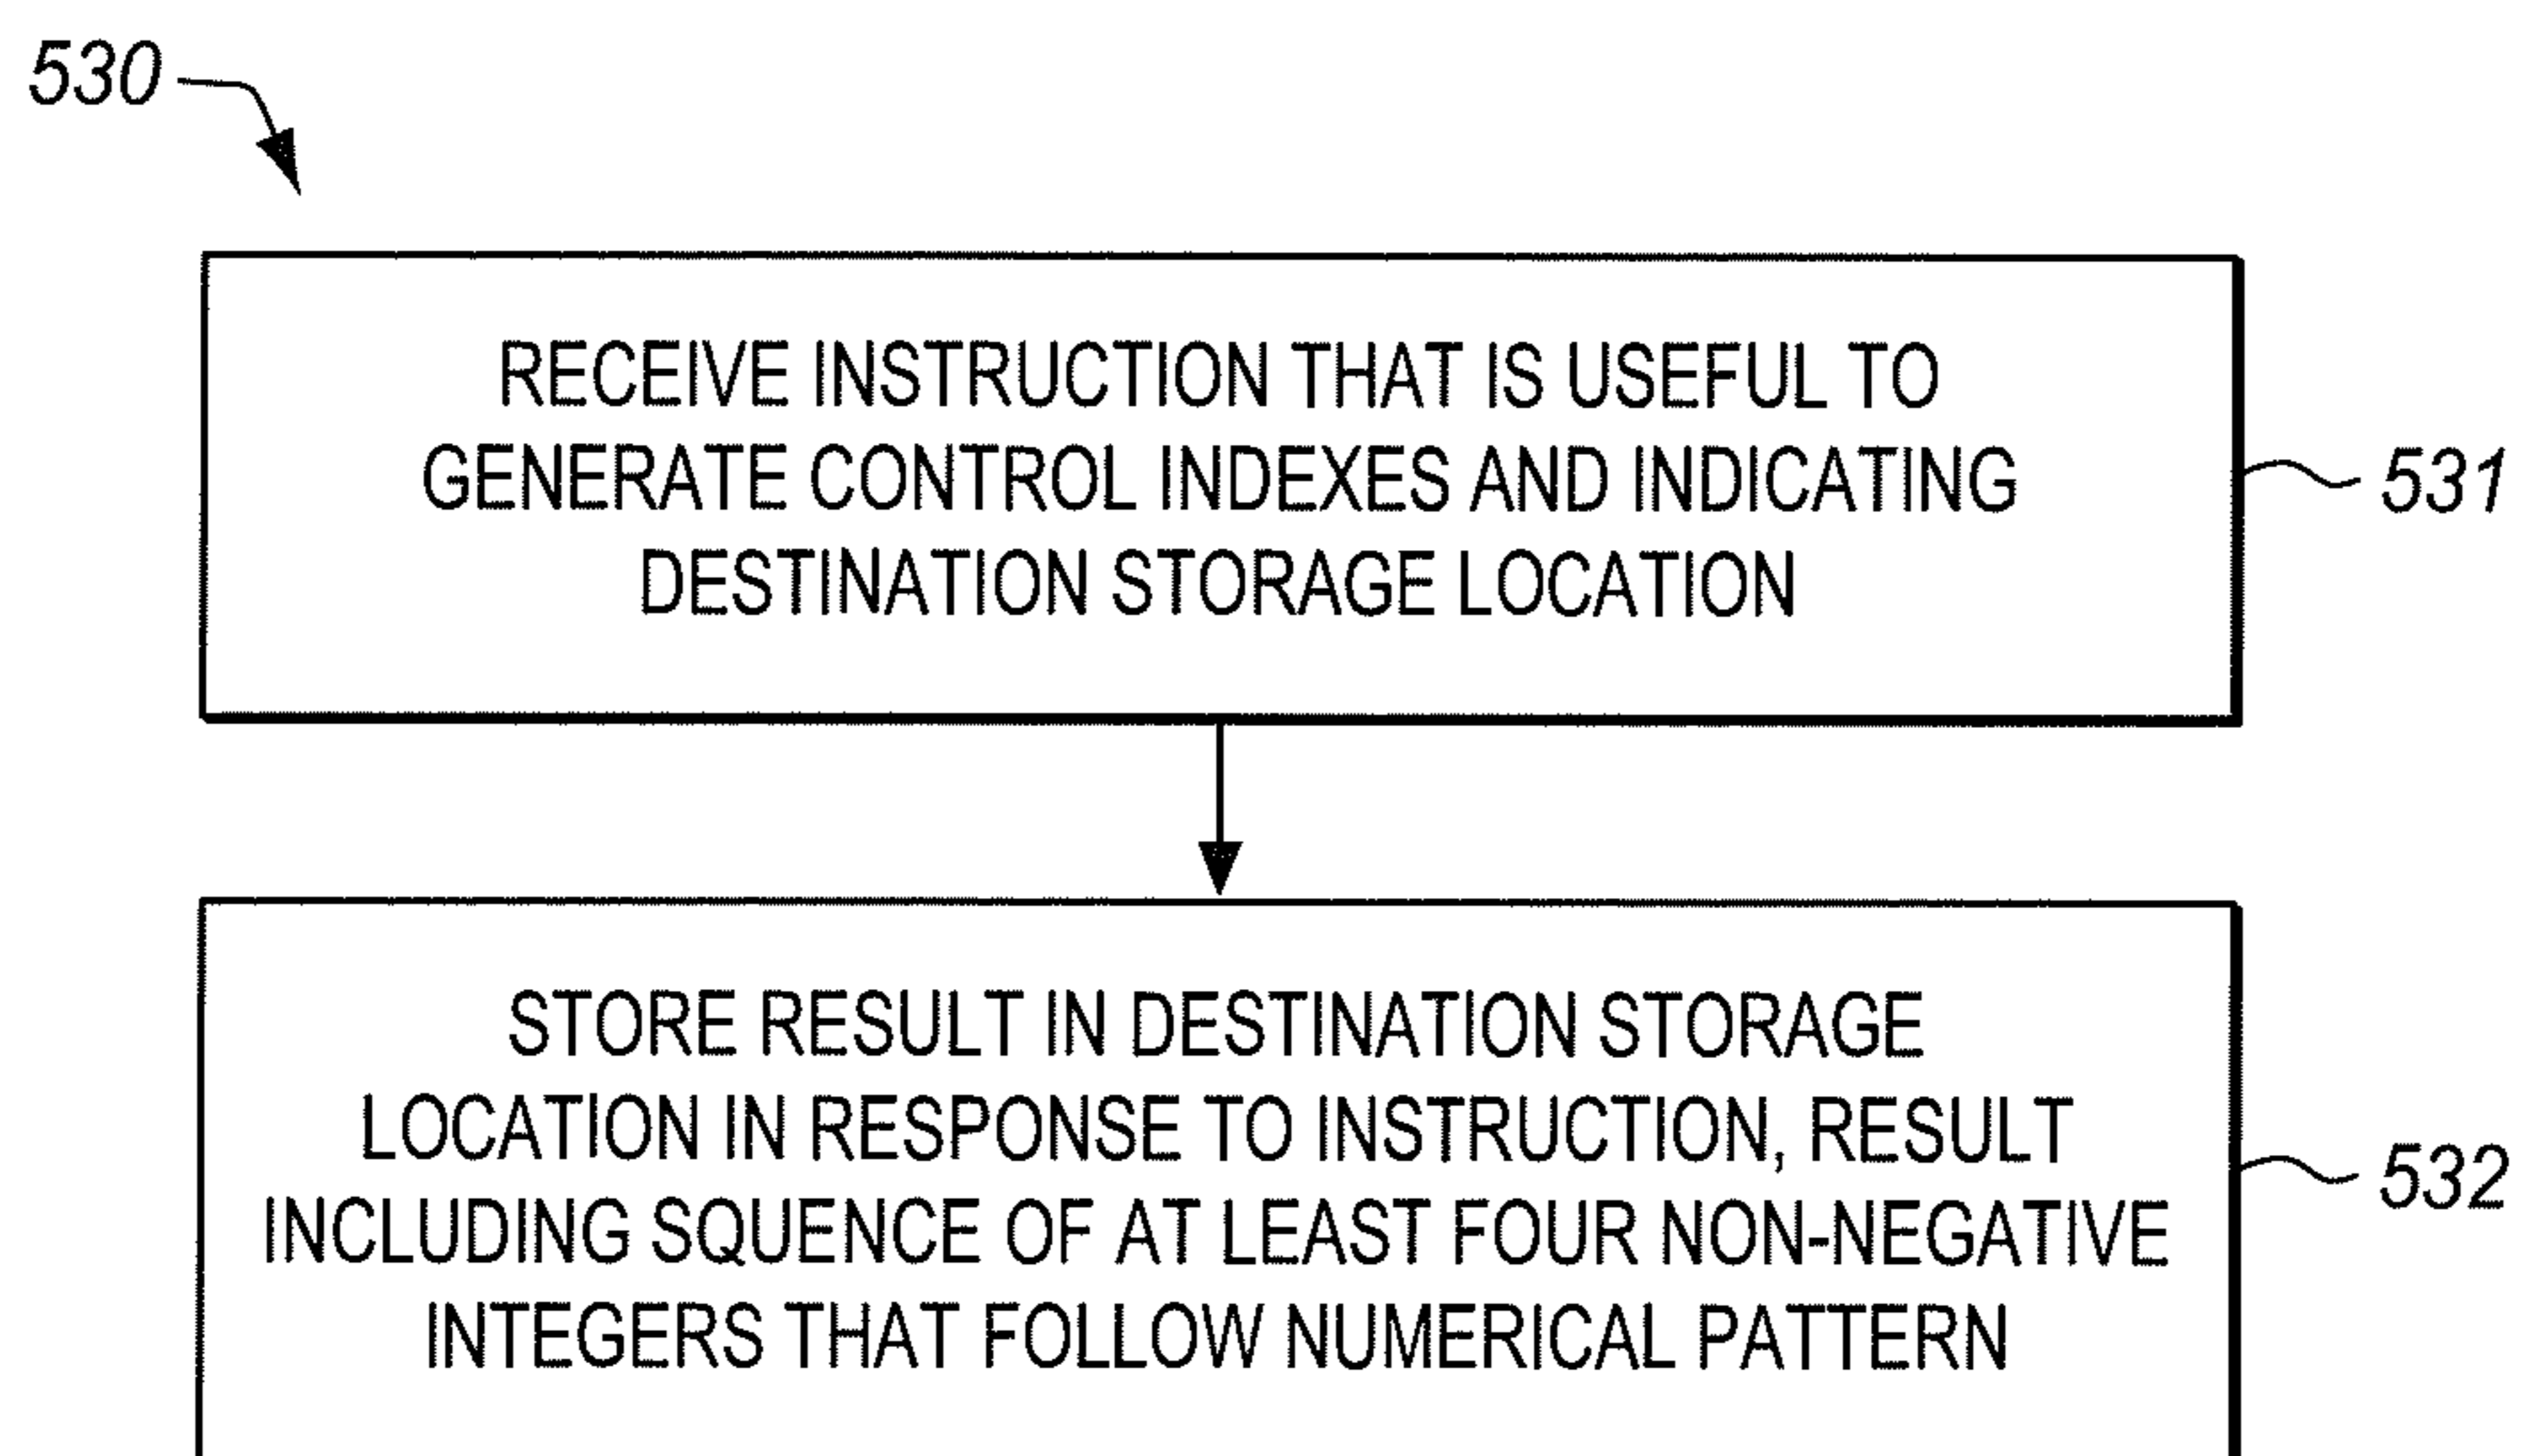 530
RECEIVE INSTRUCTION THAT IS USEFUL TO
GENERATE CONTROL INDEXES AND INDICATING
DESTINATION STORAGE LOCATION
531
STORE RESULT IN DESTINATION STORAGE
LOCATION IN RESPONSE TO INSTRUCTION, RESULT
INCLUDING SQUENCE OF AT LEAST FOUR NON-NEGATIVE
INTEGERS THAT FOLLOW NUMERICAL PATTERN
532